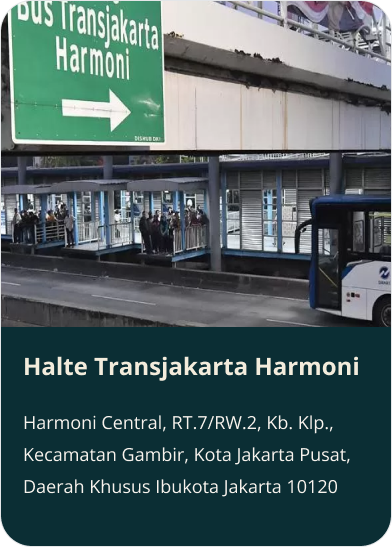 Bus Transjakarta
Harmoni
DISHUB DKI
Halte Transjakarta Harmoni
Harmoni Central, RT.7/RW.2, Kb. Klp.,
Kecamatan Gambir, Kota Jakarta Pusat,
Daerah Khusus Ibukota Jakarta 10120